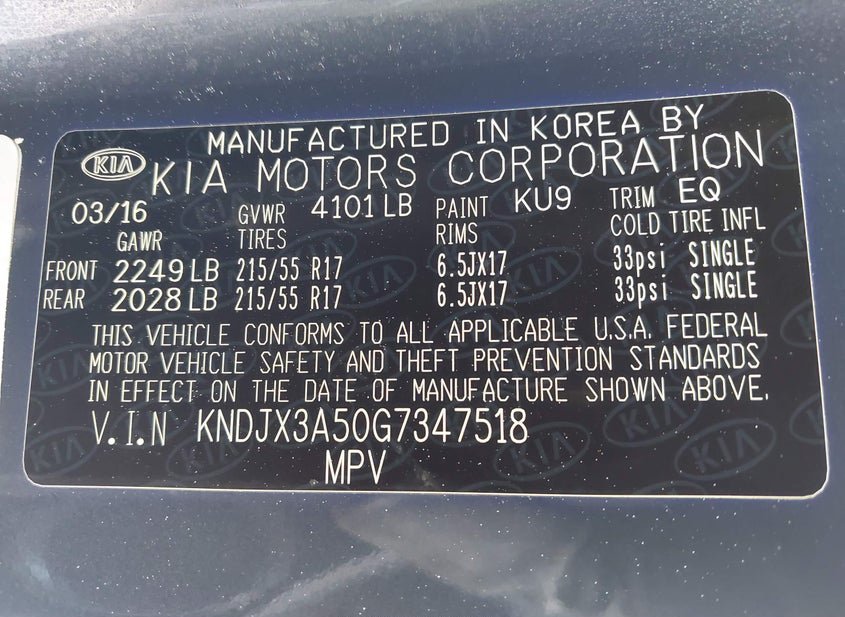 MANUFACTURED IN KOREA BY
KIA KIA MOTORS CORPORATION
03/16 GVWR 4101 LB PAINT KU9 TRIM EQ
GAWR TIRES RIMS COLD TIRE INFL
FRONT 2249 LB 215/55 R17 6.5JX17 33psi SINGLE
REAR 2028 LB 215/55 R17 6.5JX17 33psi SINGLE
THIS VEHICLE CONFORMS TO ALL APPLICABLE U.S.A. FEDERAL
MOTOR VEHICLE SAFETY AND THEFT PREVENTION STANDARDS
IN EFFECT ON THE DATE OF MANUFACTURE SHOWN ABOVE.
V.I.N KNDJX3A50G7347518
MPV